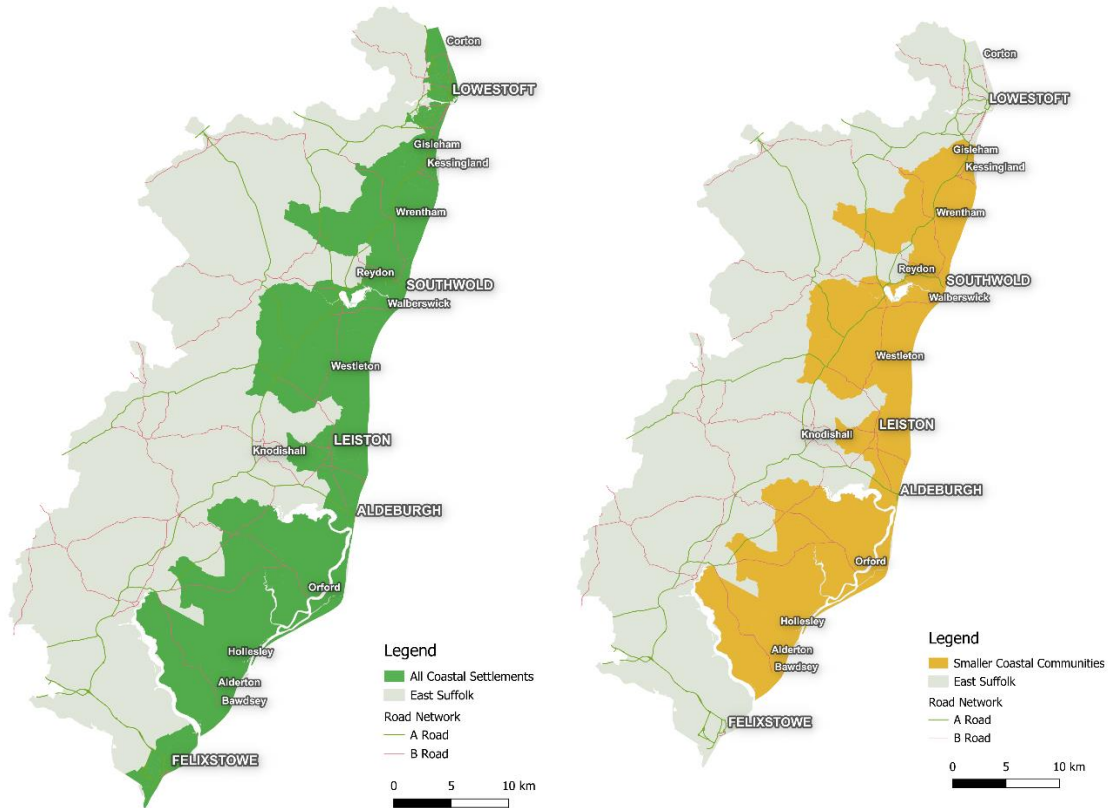 Corton
LOWESTOFT
Gisleham
Kessingland
Wrentham
Reydon
SOUTHWOLD
Walberswick
Westleton
LEISTON
Knodishall
ALDEBURGH
Orford
Hollesley
Alderton
Bawdsey
FELIXSTOWE
Legend
All Coastal Settlements
East Suffolk
Road Network
A Road
B Road
0 5 10 km
Corton
LOWESTOFT
Gisleham
Kessingland
Wrentham
Reydon
SOUTHWOLD
Walberswick
Westleton
LEISTON
Knodishall
ALDEBURGH
Orford
Hollesley
Alderton
Bawdsey
FELIXSTOWE
Legend
Smaller Coastal Communities
East Suffolk
Road Network
A Road
B Road
0 5 10 km